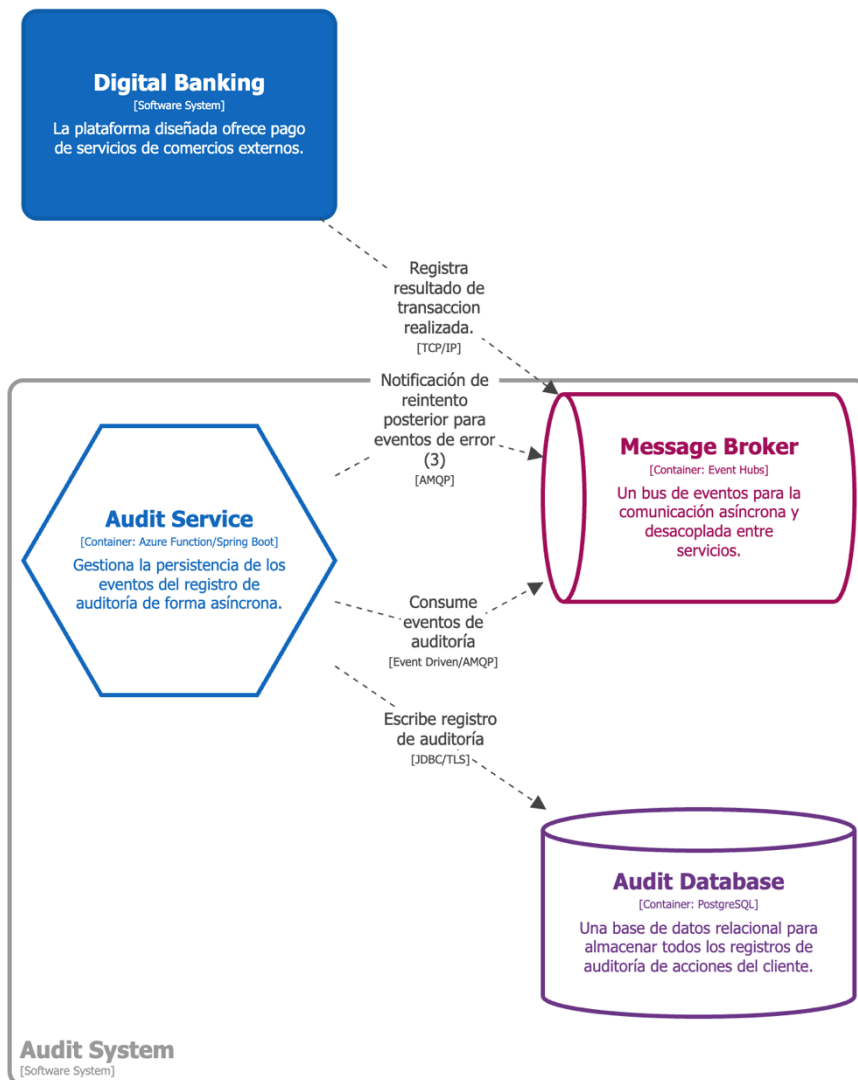 Digital Banking
[Software System]
La plataforma diseñada ofrece pago
de servicios de comercios externos.
Registra
resultado de
transaccion
realizada.
[TCP/IP]
Notificación de
reintento
posterior para
eventos de error
(3)
[AMQP]
Message Broker
[Container: Event Hubs]
Un bus de eventos para la
comunicación asíncrona y
desacoplada entre
servicios.
Audit Service
[Container: Azure Function/Spring Boot]
Gestiona la persistencia de los
eventos del registro de
auditoría de forma asíncrona.
Consume
eventos de
auditoría
[Event Driven/AMQP]
Escribe registro
de auditoría
[JDBC/TLS]
Audit Database
[Container: PostgreSQL]
Una base de datos relacional para
almacenar todos los registros de
auditoría de acciones del cliente.
Audit System
[Software System]